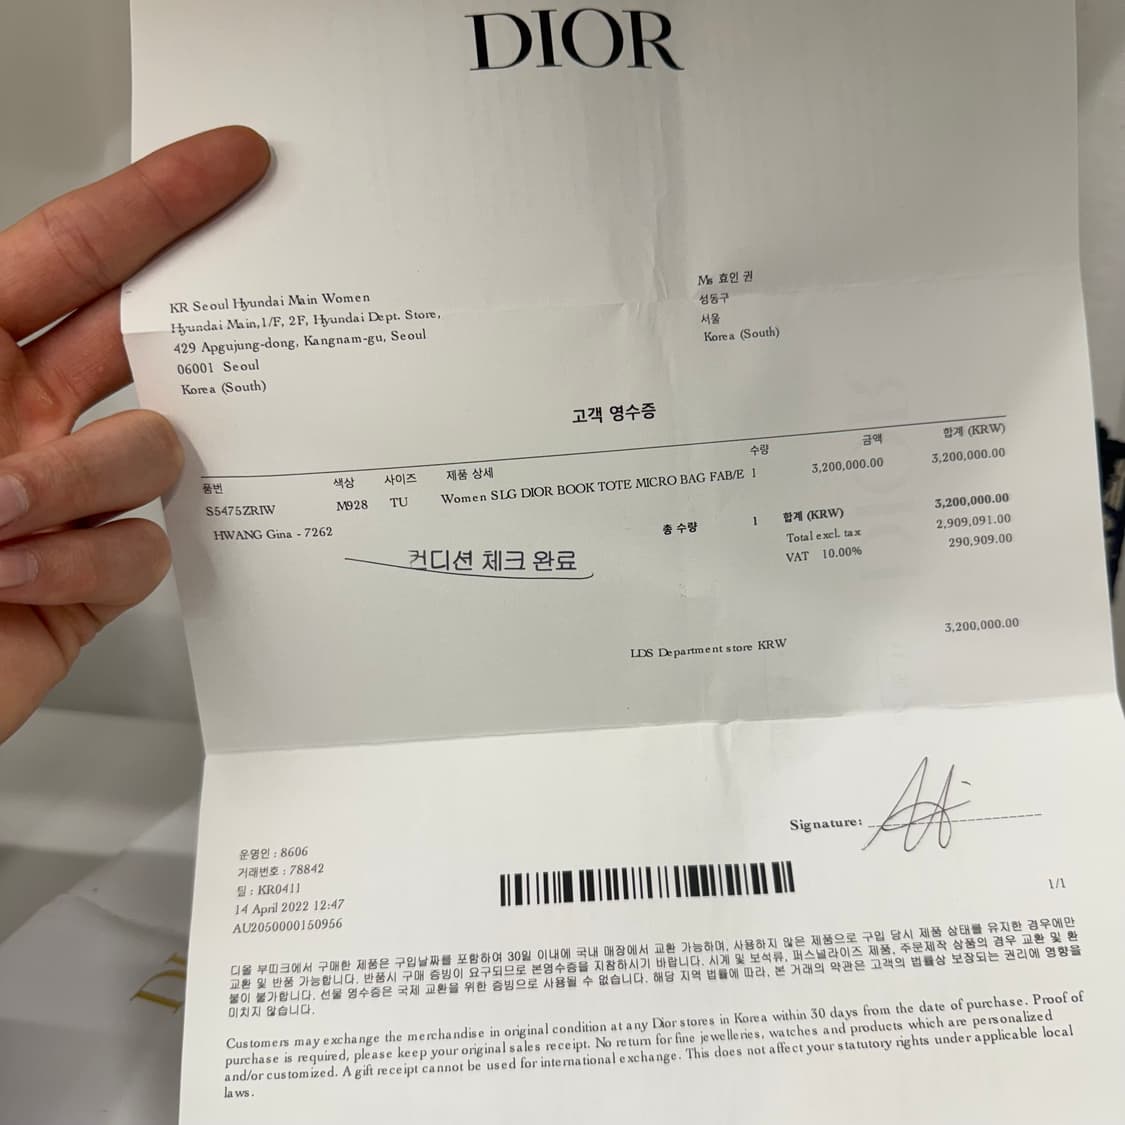 DIOR
KR Seoul Hyundai Main Women
Hyundai Main,1/F, 2F, Hyundai Dept. Store,
429 Apgujung-dong, Kangnam-gu, Seoul
06001 Seoul
Korea (South)
Ms 효인 권
성동구
서울
Korea (South)
고객 영수증
품번 색상 사이즈 제품 상세 수량 금액 합계 (KRW)
S5475ZRIW M928 TU Women SLG DIOR BOOK TOTE MICRO BAG FAB/E 1 3,200,000.00 3,200,000.00
HWANG Gina - 7262
총 수량 1 합계 (KRW) 3,200,000.00
Total excl. tax 2,909,091.00
VAT 10.00% 290,909.00
컨디션 체크 완료
LDS Department store KRW 3,200,000.00
Signature:
운영인 : 8606
거래번호 : 78842
틸 : KR0411
14 April 2022 12:47
AU2050000150956
1/1
디올 부띠크에서 구매한 제품은 구입날짜를 포함하여 30일 이내에 국내 매장에서 교환 가능하며, 사용하지 않은 제품으로 구입 당시 제품 상태를 유지한 경우에만
교환 및 반품 가능합니다. 반품시 구매 증빙이 요구되므로 본영수증을 지참하시기 바랍니다. 시계 및 보석류, 퍼스널라이즈 제품, 주문제작 상품의 경우 교환 및 환
불이 불가합니다. 선물 영수증은 국제 교환을 위한 증빙으로 사용될 수 없습니다. 해당 지역 법률에 따라, 본 거래의 약관은 고객의 법률상 보장되는 권리에 영향을
미치지 않습니다.
Customers may exchange the merchandise in original condition at any Dior stores in Korea within 30 days from the date of purchase. Proof of
purchase is required, please keep your original sales receipt. No return for fine jewelleries, watches and products which are personalized
and/or customized. A gift receipt cannot be used for international exchange. This does not affect your statutory rights under applicable local
laws.